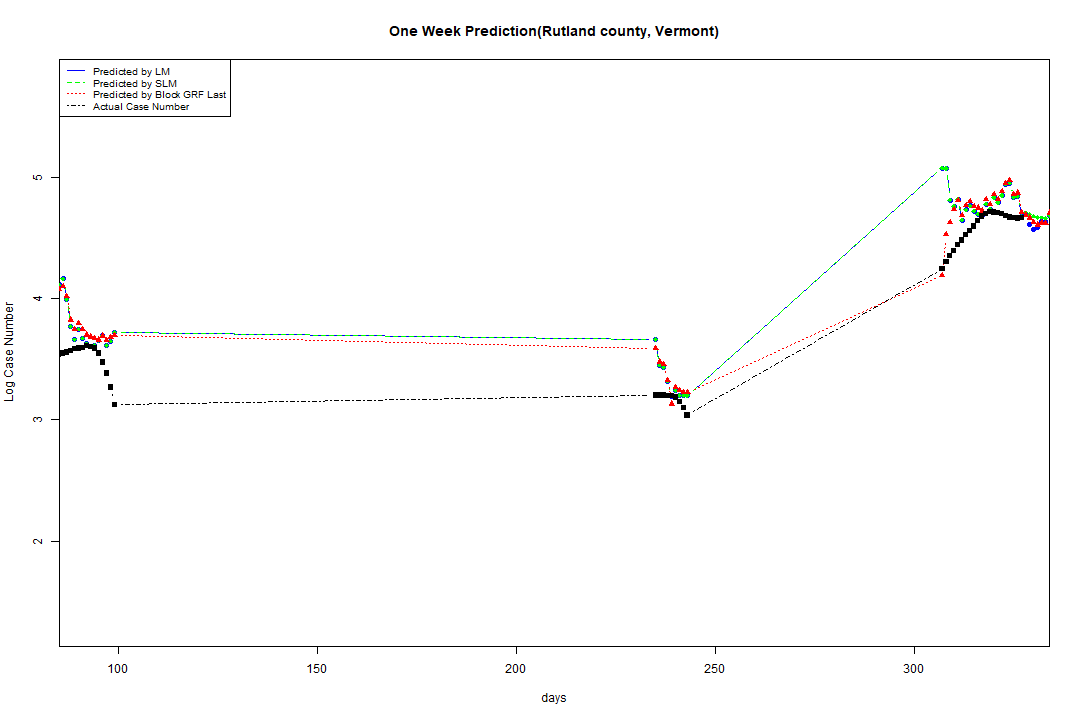 One Week Prediction(Rutland county, Vermont)
Predicted by LM
Predicted by SLM
Predicted by Block GRF Last
Actual Case Number
5
4
3
2
Log Case Number
100 150 200 250 300
days